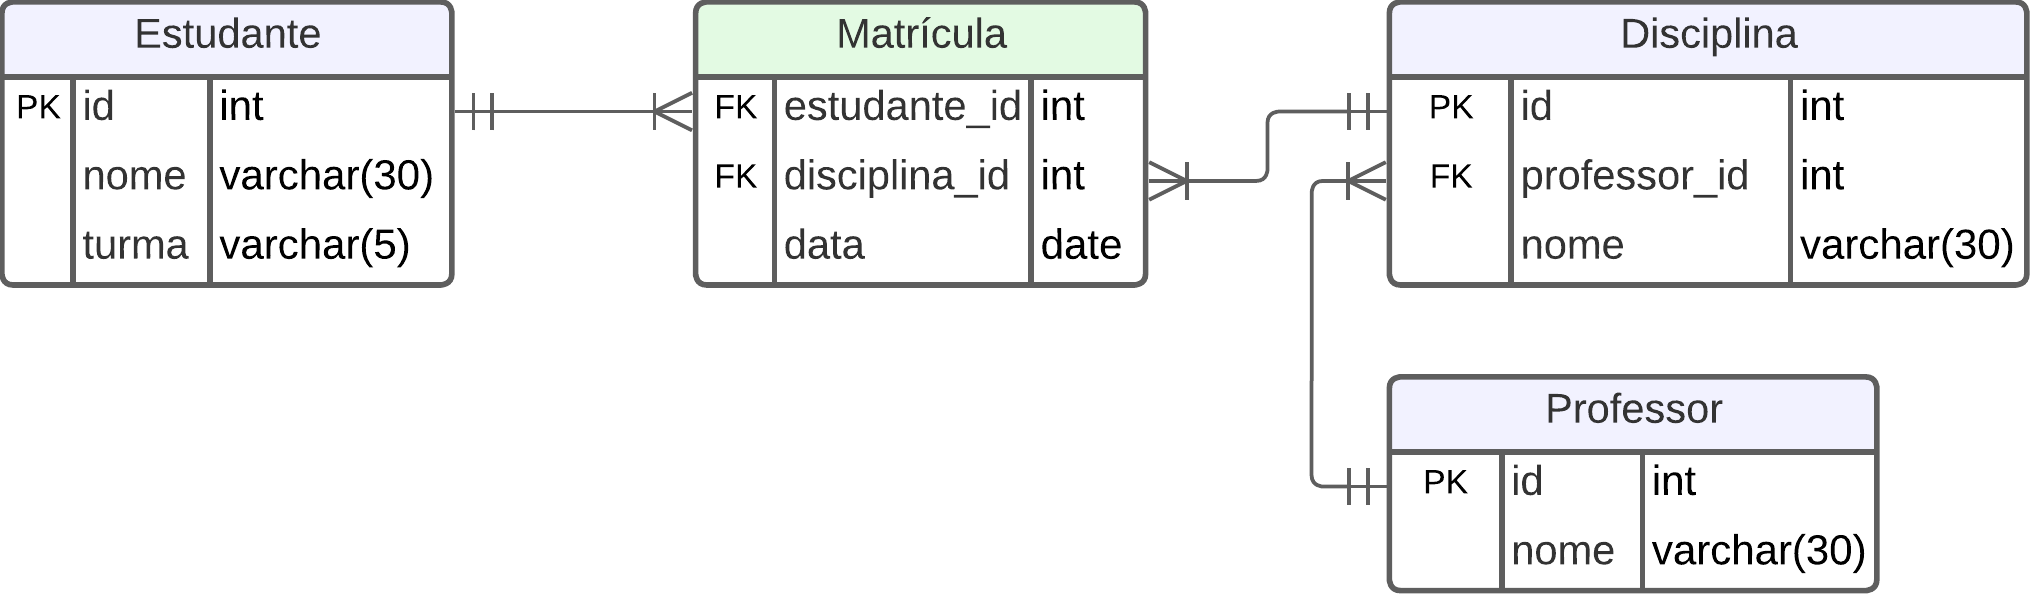 Estudante
PK id int
nome varchar(30)
turma varchar(5)
Matrícula
FK estudante_id int
FK disciplina_id int
data date
Disciplina
PK id int
FK professor_id int
nome varchar(30)
Professor
PK id int
nome varchar(30)